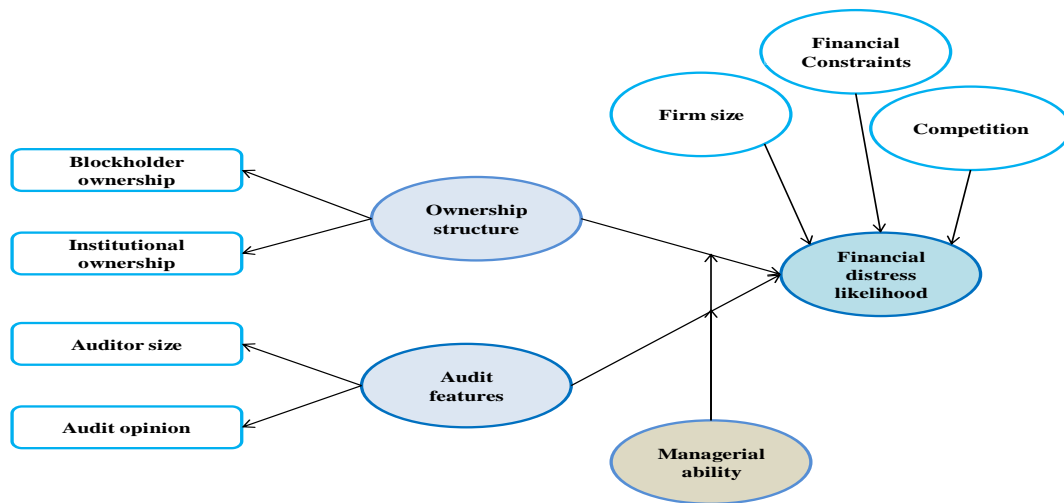 Financial
Constraints
Firm size
Competition
Blockholder
ownership
Ownership
structure
Institutional
ownership
Financial
distress
likelihood
Auditor size
Audit
features
Audit opinion
Managerial
ability